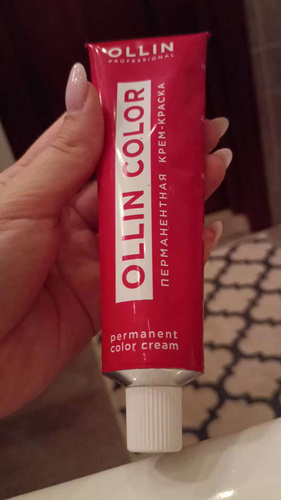 OLLIN
PROFESSIONAL
OLLIN COLOR
ПЕРМАНЕНТНАЯ КРЕМ-КРАСКА
permanent
color cream